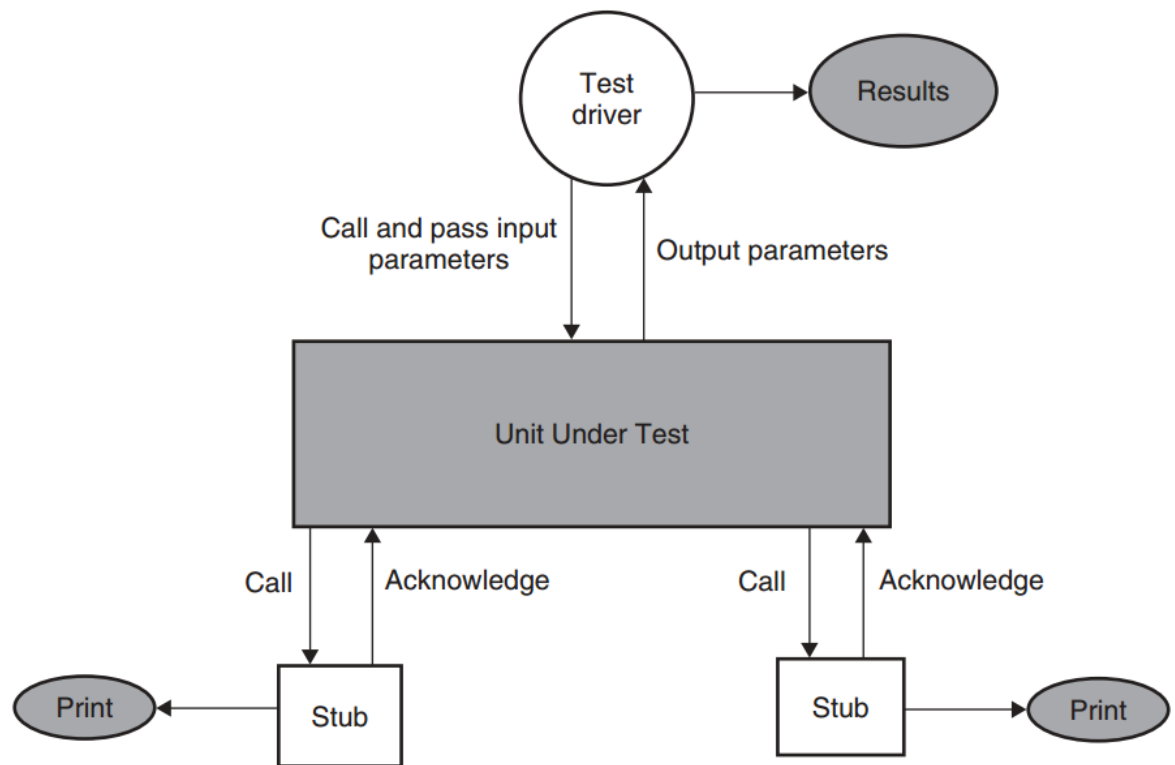 Test
driver
Results
Call and pass input
parameters
Output parameters
Unit Under Test
Call
Acknowledge
Call
Acknowledge
Print
Stub
Stub
Print